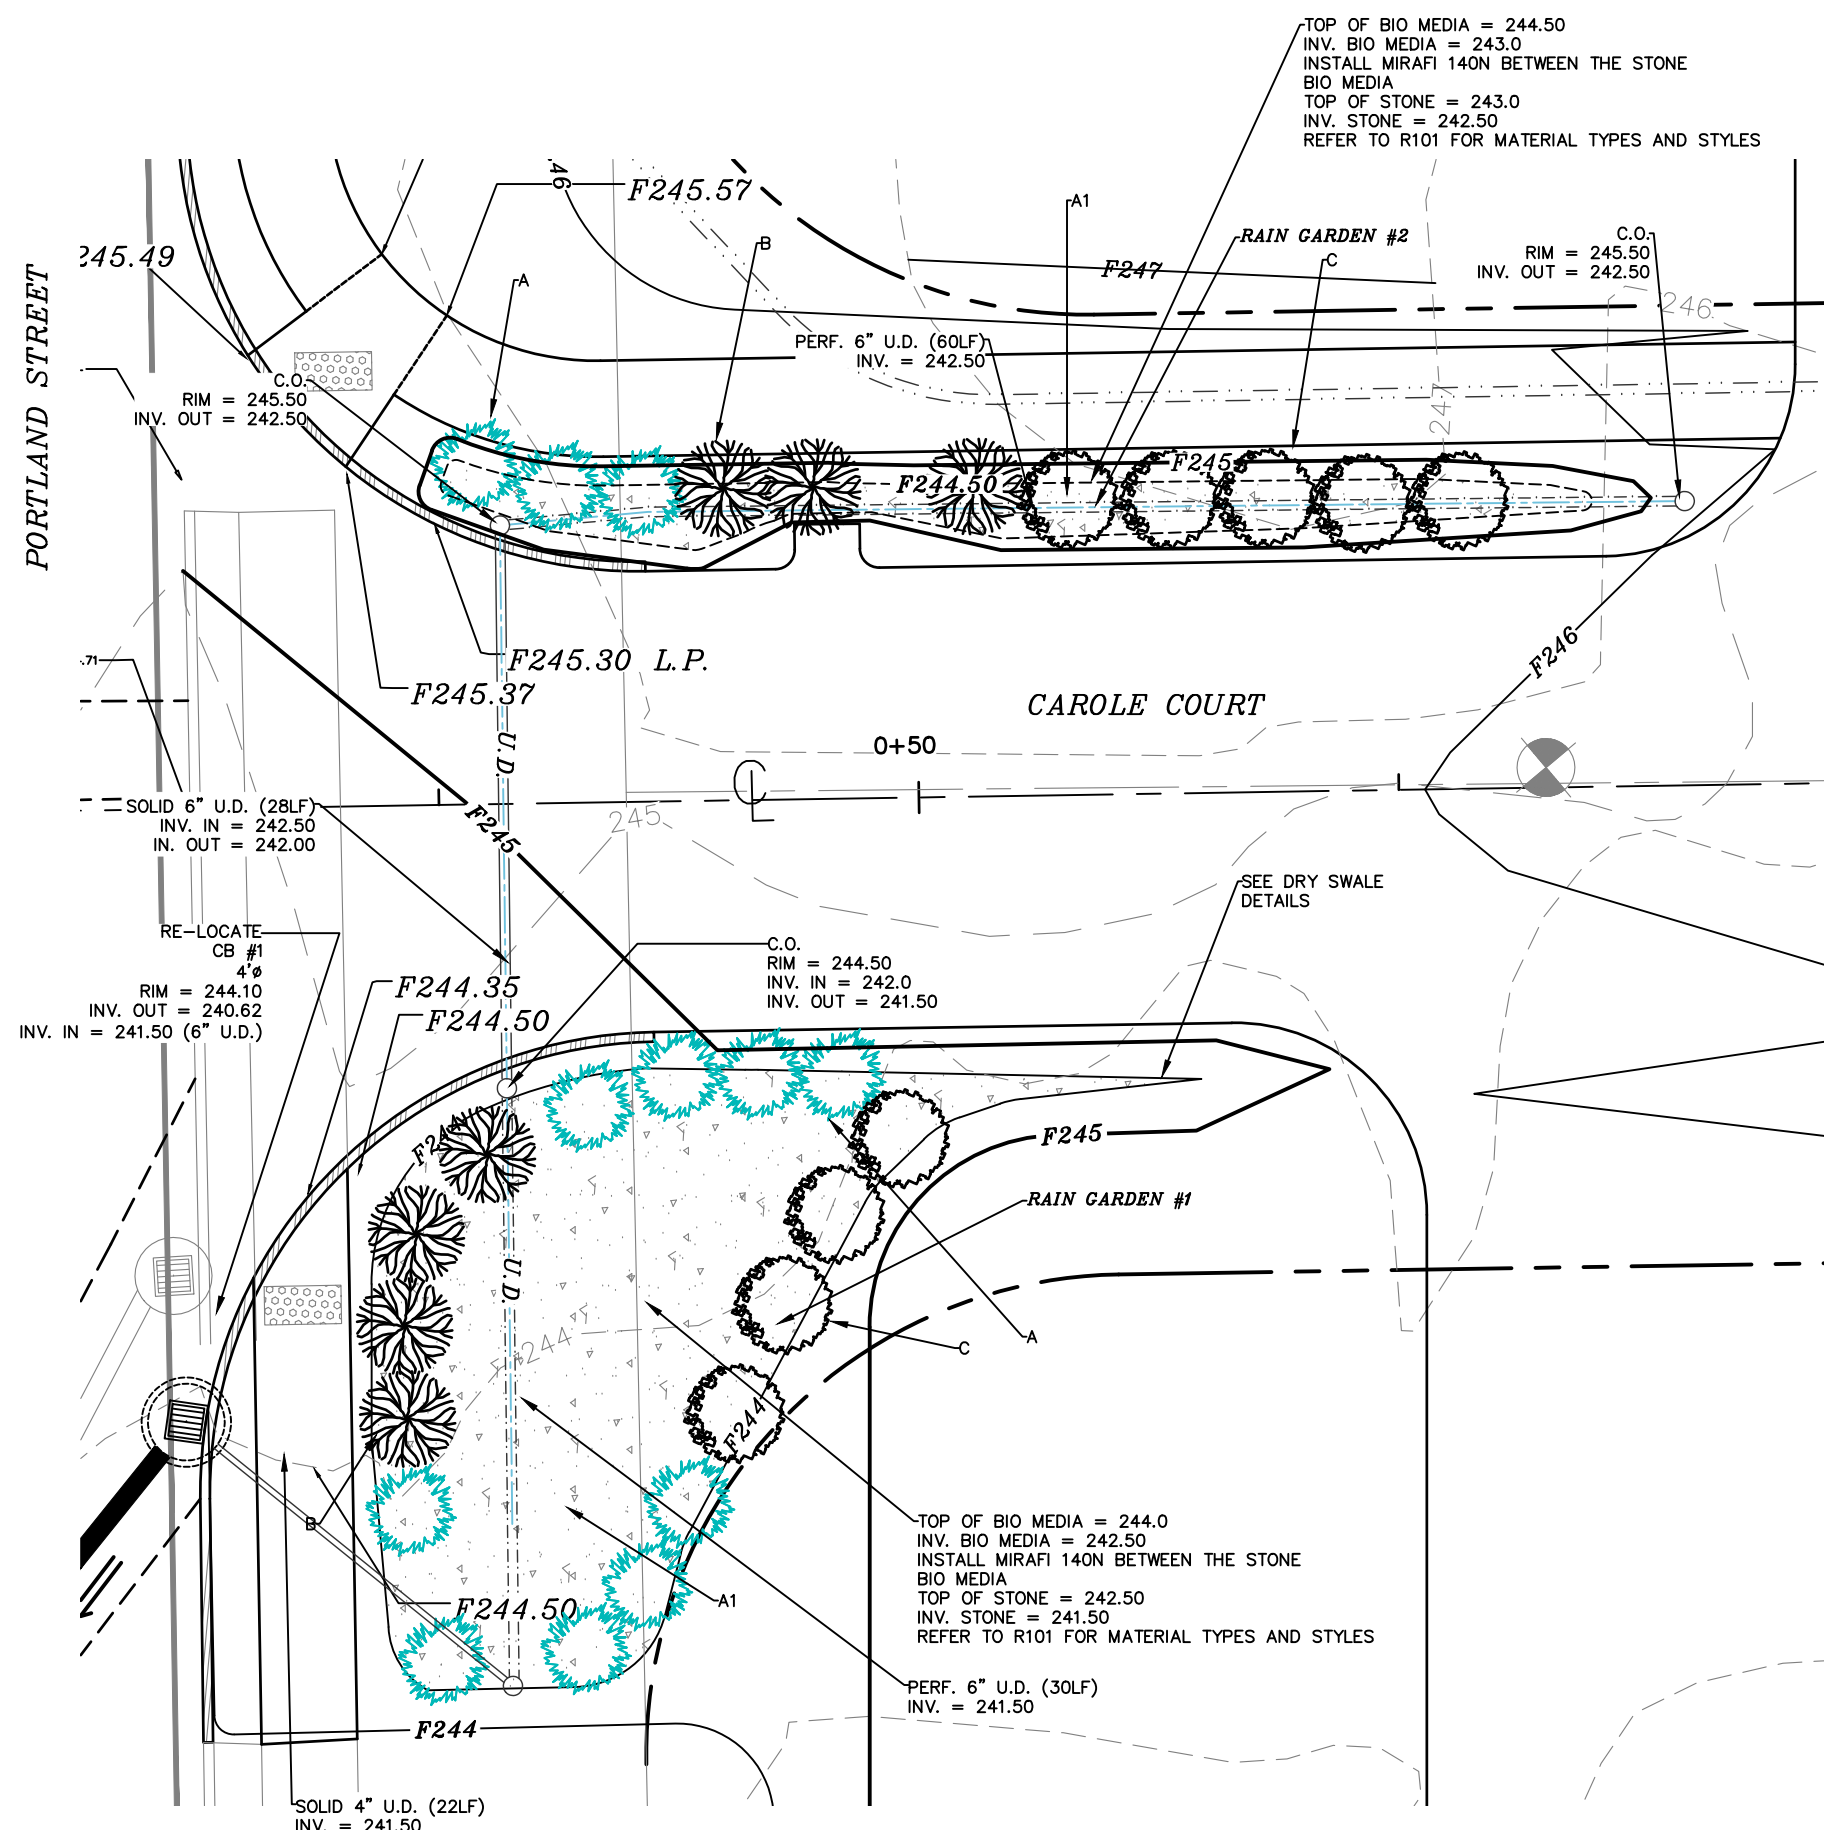 TOP OF BIO MEDIA = 244.50
INV. BIO MEDIA = 243.0
INSTALL MIRAFI 140N BETWEEN THE STONE
BIO MEDIA
TOP OF STONE = 243.0
INV. STONE = 242.50
REFER TO R101 FOR MATERIAL TYPES AND STYLES
46
F245.57
A1
B
RAIN GARDEN #2
C
C.O.
RIM = 245.50
INV. OUT = 242.50
245.49
F247
A
246
PORTLAND STREET
PERF. 6" U.D. (60LF)
INV. = 242.50
C.O.
RIM = 245.50
INV. OUT = 242.50
247
F245
F244.50
F245.30 L.P.
F245.37
F246
.71
CAROLE COURT
U.D.
0+50
CL
SOLID 6" U.D. (28LF)
INV. IN = 242.50
IN. OUT = 242.00
F245
245
SEE DRY SWALE
DETAILS
RE-LOCATE
CB #1
4'ø
RIM = 244.10
INV. OUT = 240.62
INV. IN = 241.50 (6" U.D.)
C.O.
RIM = 244.50
INV. IN = 242.0
INV. OUT = 241.50
F244.35
F244.50
F244
F245
RAIN GARDEN #1
U.D.
A
C
244
F244
B
TOP OF BIO MEDIA = 244.0
INV. BIO MEDIA = 242.50
INSTALL MIRAFI 140N BETWEEN THE STONE
BIO MEDIA
TOP OF STONE = 242.50
INV. STONE = 241.50
REFER TO R101 FOR MATERIAL TYPES AND STYLES
A1
F244.50
PERF. 6" U.D. (30LF)
INV. = 241.50
F244
SOLID 4" U.D. (22LF)
INV. = 241.50